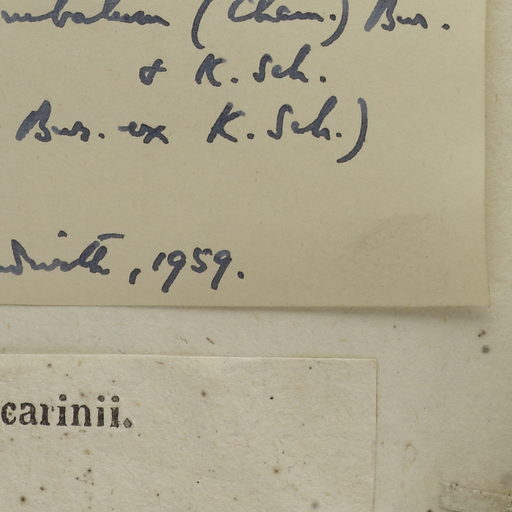 (Cham.) Bur.
& K. Sch.
Bur. ex K. Sch.)
, 1959.
carinii.